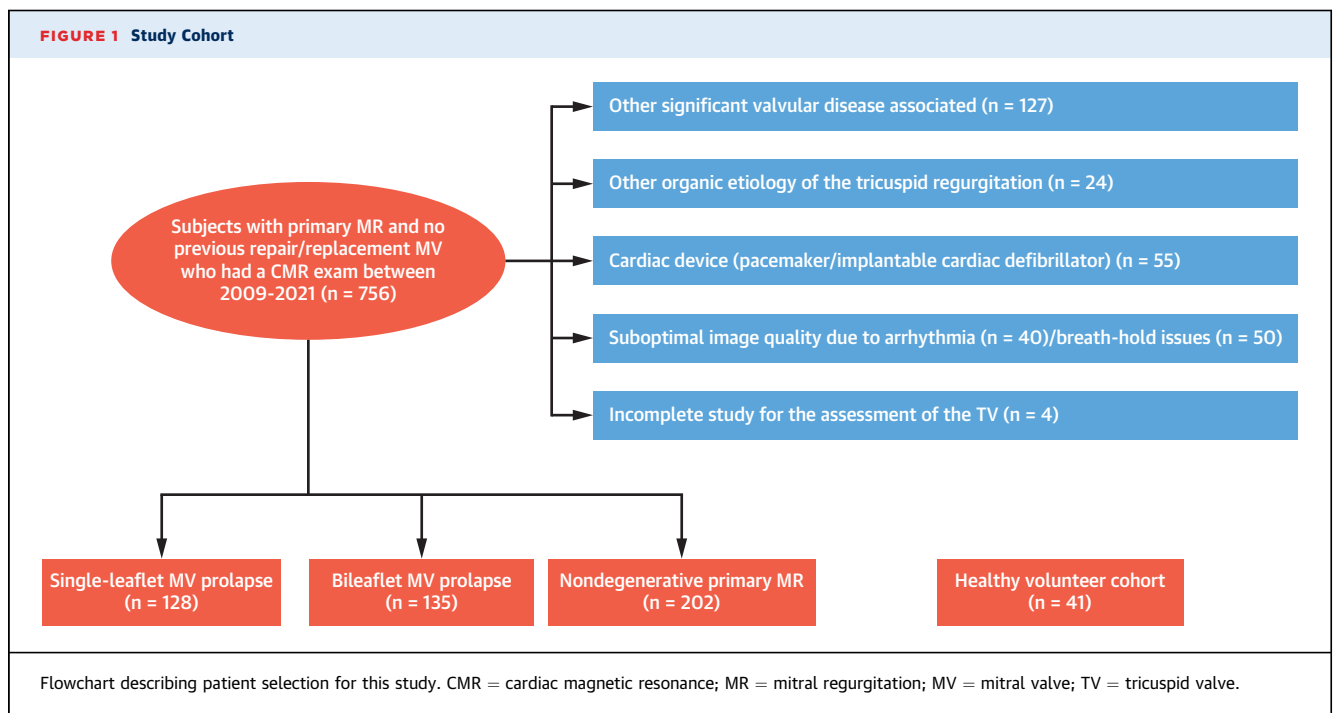 FIGURE 1 Study Cohort
Subjects with primary MR and no
previous repair/replacement MV
who had a CMR exam between
2009-2021 (n = 756)
Other significant valvular disease associated (n = 127)
Other organic etiology of the tricuspid regurgitation (n = 24)
Cardiac device (pacemaker/implantable cardiac defibrillator) (n = 55)
Suboptimal image quality due to arrhythmia (n = 40)/breath-hold issues (n = 50)
Incomplete study for the assessment of the TV (n = 4)
Single-leaflet MV prolapse
(n = 128)
Bileaflet MV prolapse
(n = 135)
Nondegenerative primary MR
(n = 202)
Healthy volunteer cohort
(n = 41)
Flowchart describing patient selection for this study. CMR = cardiac magnetic resonance; MR = mitral regurgitation; MV = mitral valve; TV = tricuspid valve.